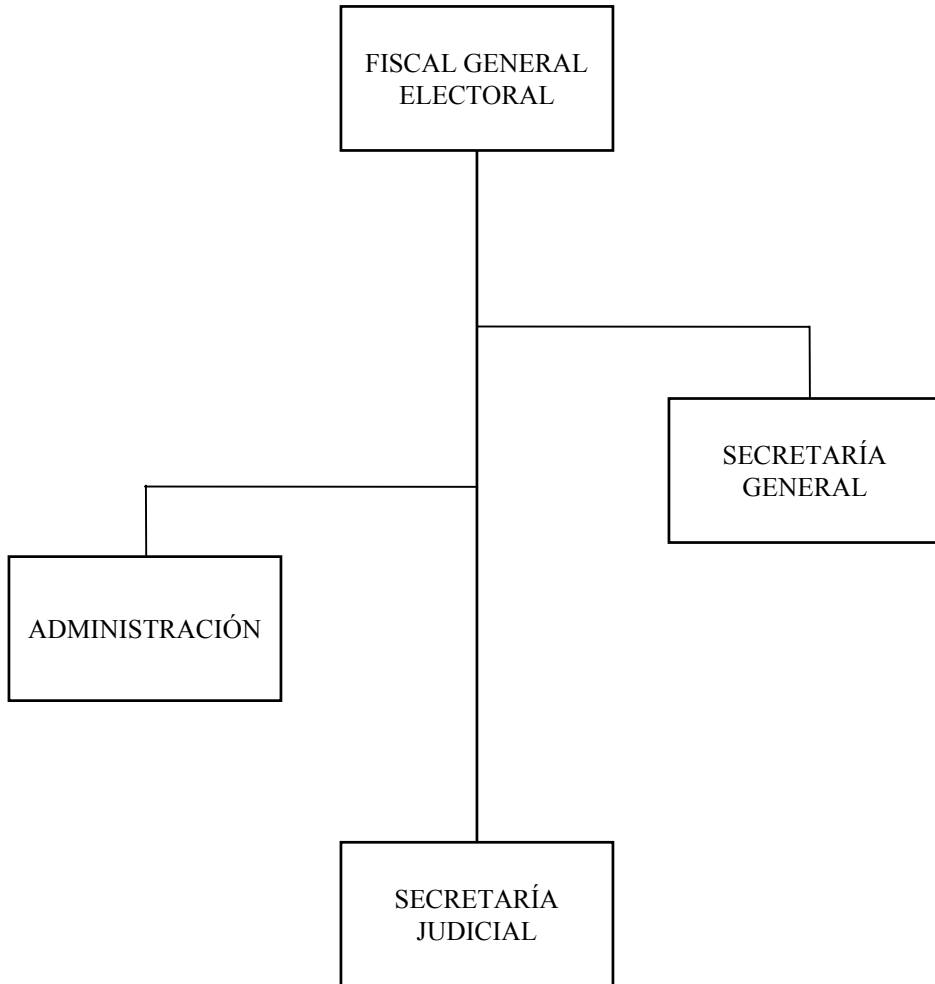 FISCAL GENERAL
ELECTORAL
SECRETARÍA
GENERAL
ADMINISTRACIÓN
SECRETARÍA
JUDICIAL